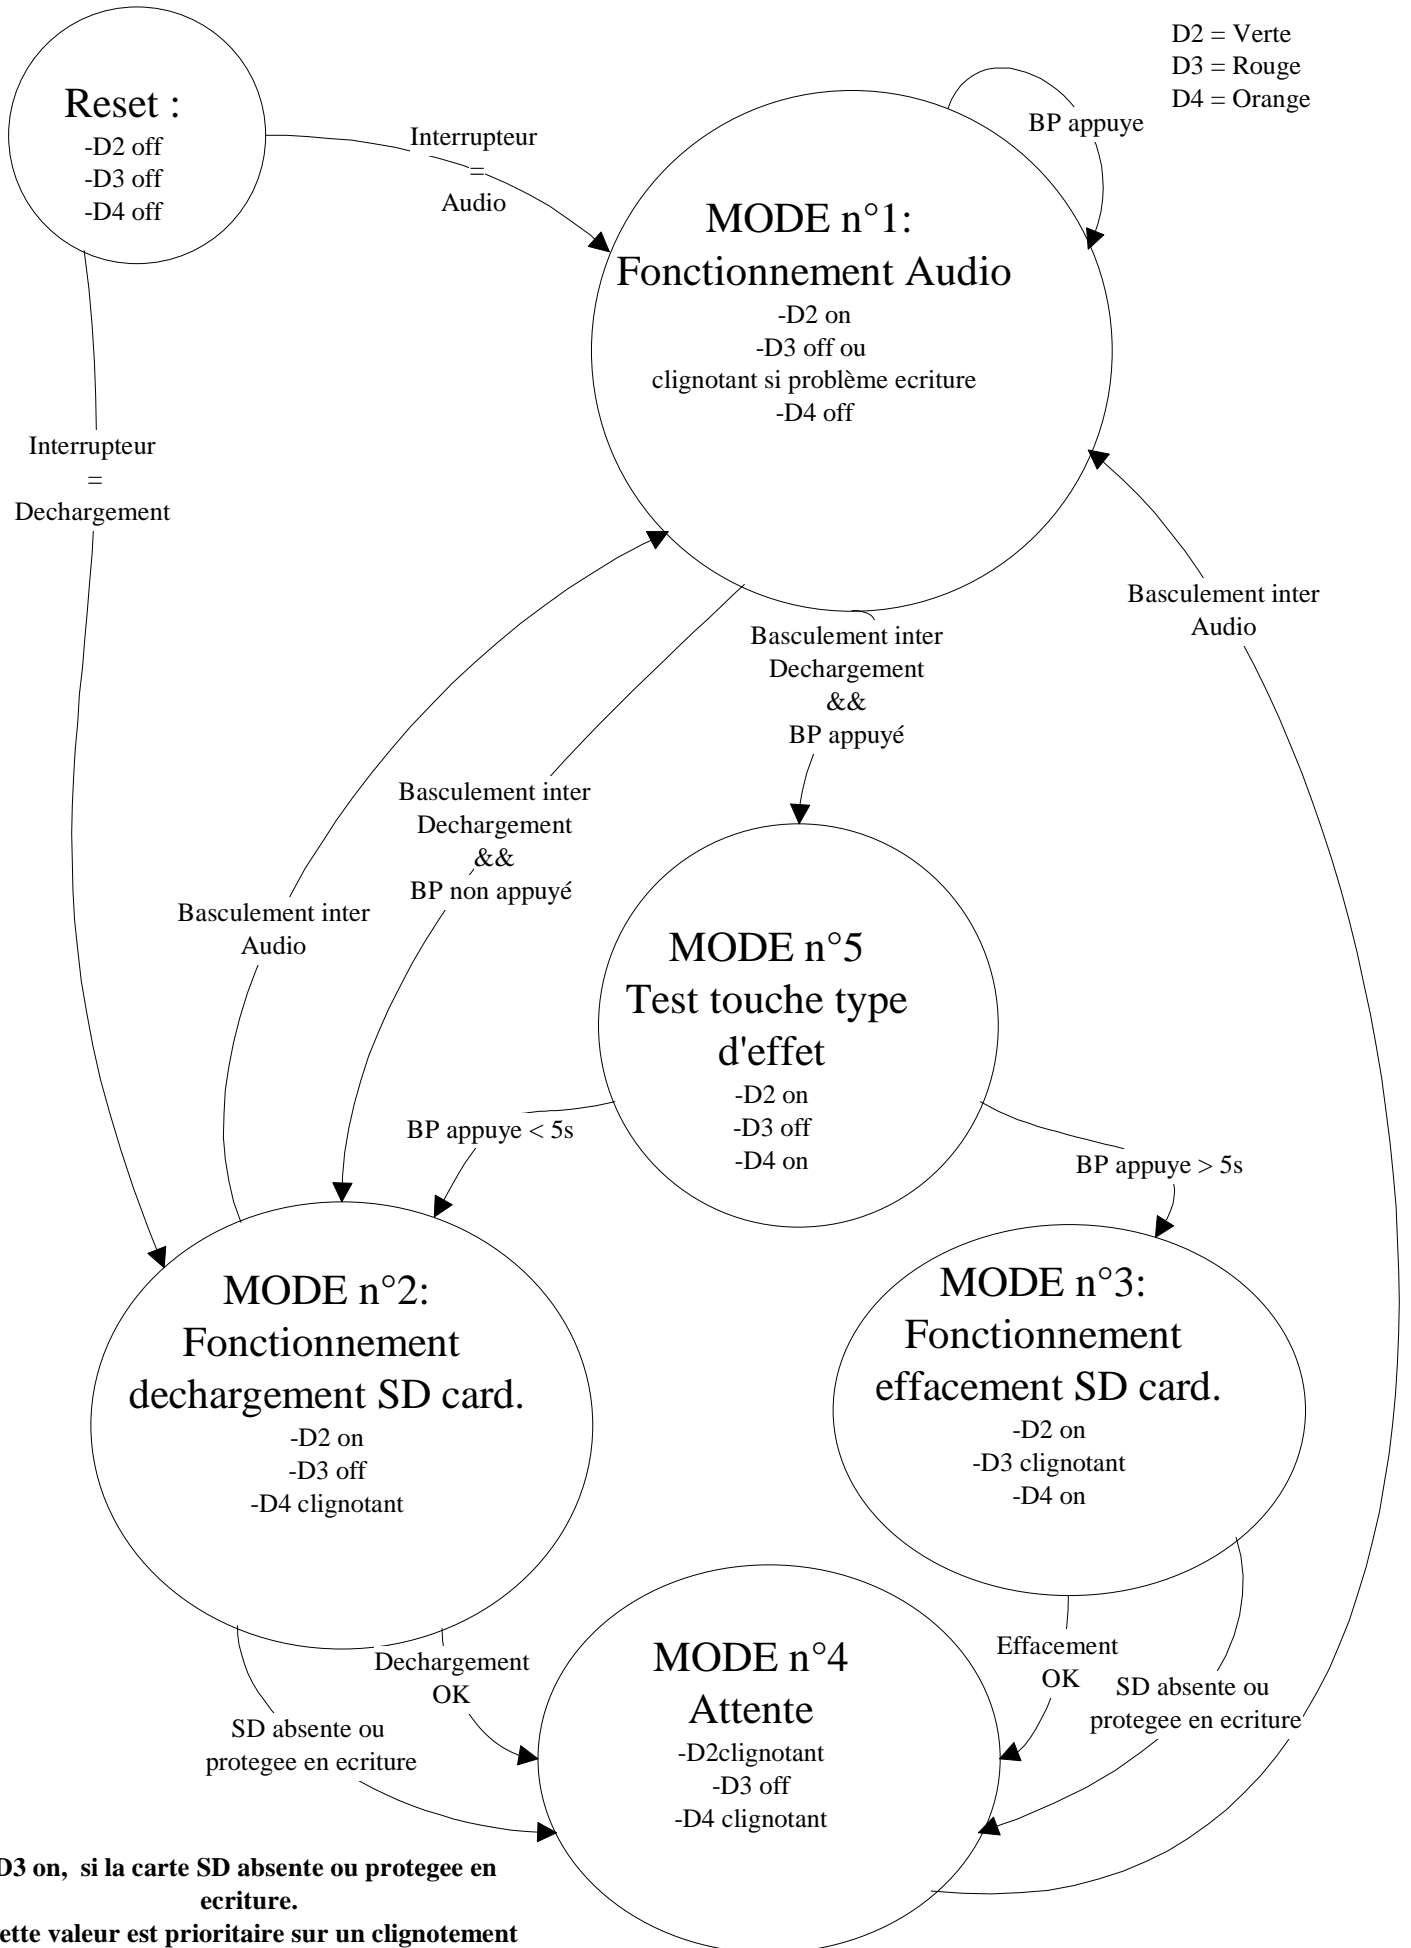 D2 = Verte
D3 = Rouge
D4 = Orange
Reset :
-D2 off
-D3 off
-D4 off
Interrupteur
=
Audio
BP appuye
MODE n°1:
Fonctionnement Audio
-D2 on
-D3 off ou
clignotant si problème ecriture
-D4 off
Interrupteur
=
Dechargement
Basculement inter
Audio
Basculement inter
Dechargement
&&
BP appuyé
Basculement inter
Dechargement
&&
BP non appuyé
Basculement inter
Audio
MODE n°5
Test touche type
d'effet
-D2 on
-D3 off
-D4 on
BP appuye < 5s
BP appuye > 5s
MODE n°2:
Fonctionnement
dechargement SD card.
-D2 on
-D3 off
-D4 clignotant
MODE n°3:
Fonctionnement
effacement SD card.
-D2 on
-D3 clignotant
-D4 on
Dechargement
OK
SD absente ou
protegee en ecriture
MODE n°4
Attente
-D2clignotant
-D3 off
-D4 clignotant
Effacement
OK
SD absente ou
protegee en ecriture
D3 on, si la carte SD absente ou protegee en
ecriture.
ette valeur est prioritaire sur un clignotement